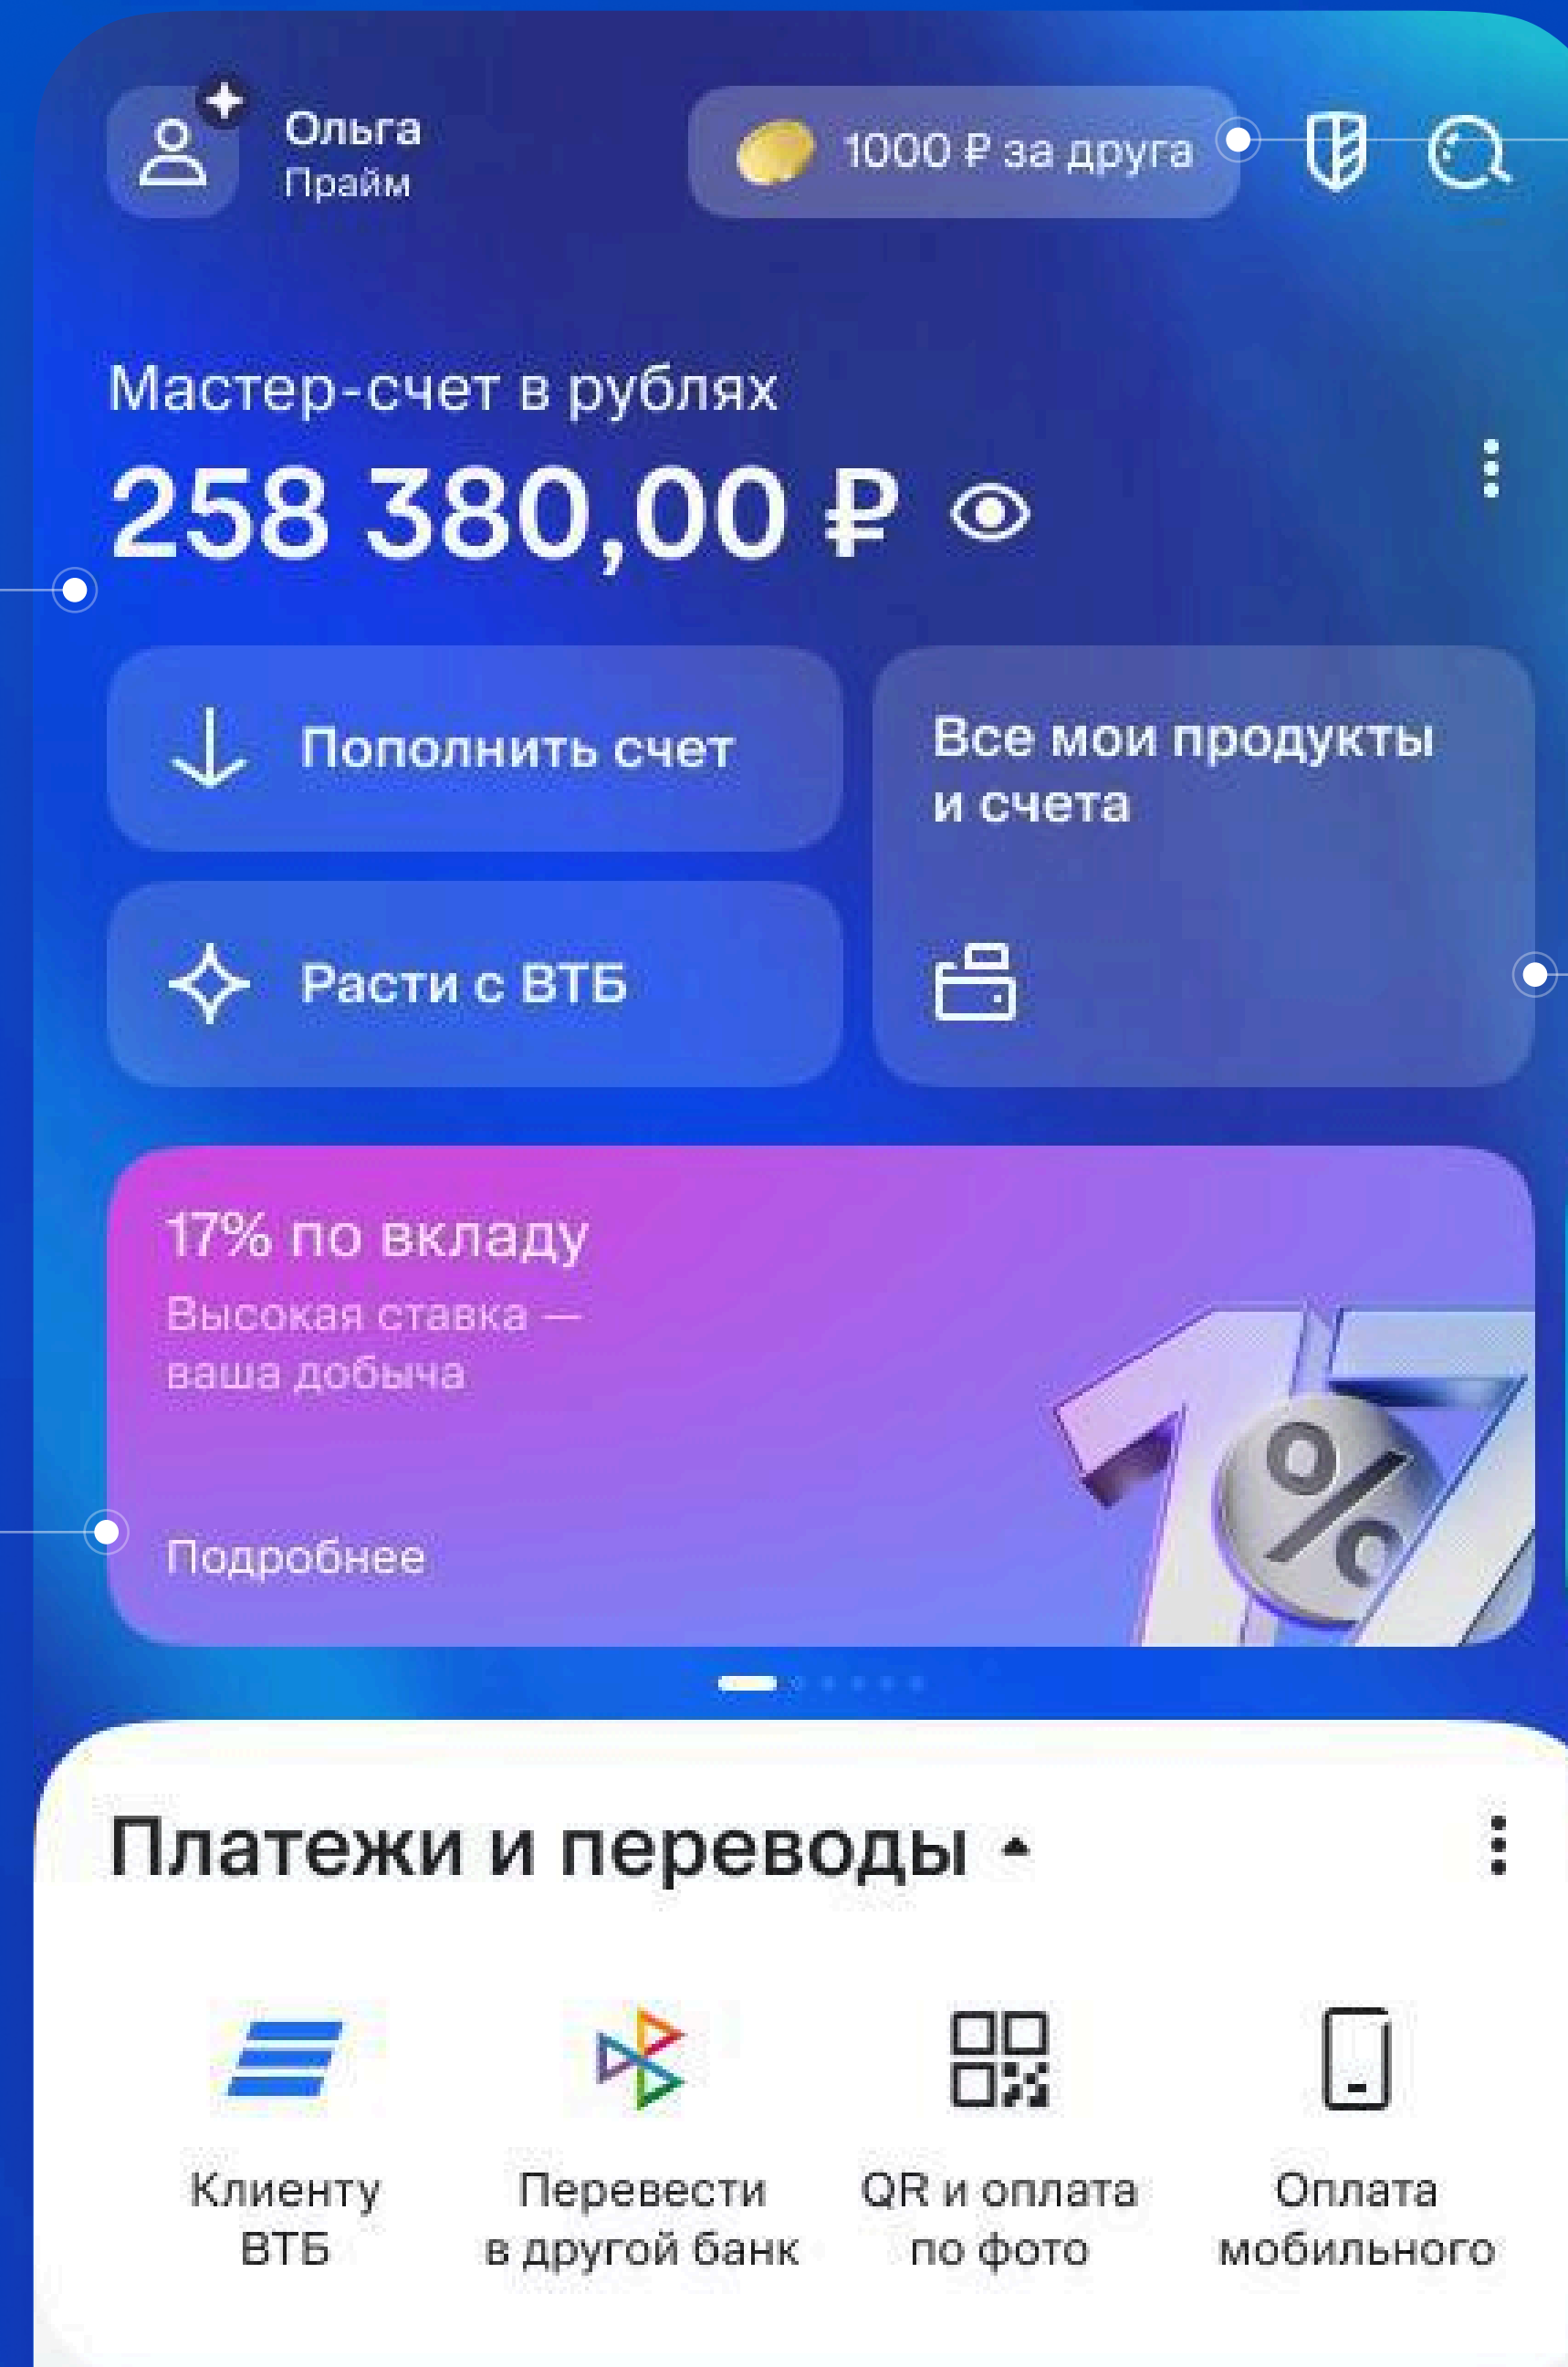 Ольга
Прайм
1000 ₽ за друга
Мастер-счет в рублях
258 380,00 ₽
Пополнить счет
Все мои продукты
и счета
Расти с ВТБ
17% по вкладу
Высокая ставка —
ваша добыча
Подробнее
17
%
Платежи и переводы
Клиенту
ВТБ
Перевести
в другой банк
QR и оплата
по фото
Оплата
мобильного